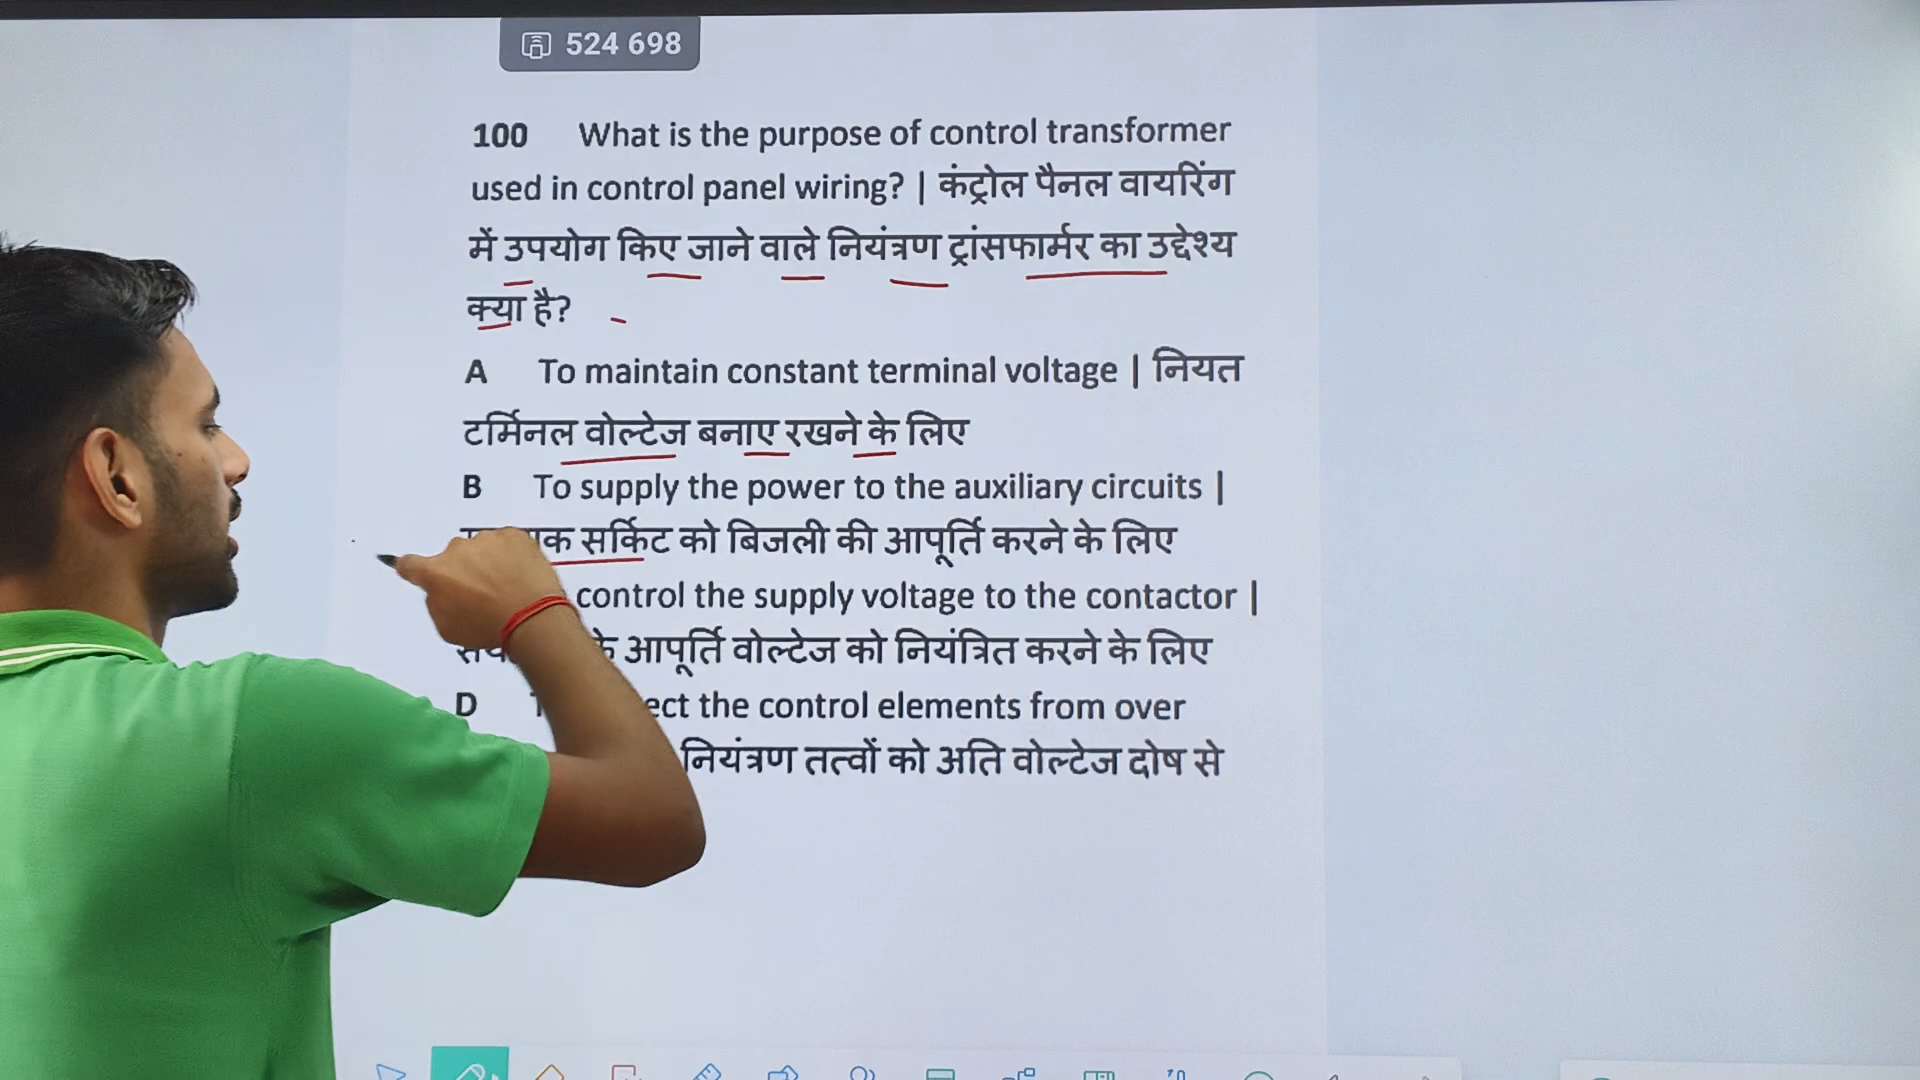 524 698
100 What is the purpose of control transformer
used in control panel wiring? | कंट्रोल पैनल वायरिंग
में उपयोग किए जाने वाले नियंत्रण ट्रांसफार्मर का उद्देश्य
क्या है?
A To maintain constant terminal voltage | नियत
टर्मिनल वोल्टेज बनाए रखने के लिए
B To supply the power to the auxiliary circuits |
सर्किट को बिजली की आपूर्ति करने के लिए
control the supply voltage to the contactor |
के आपूर्ति वोल्टेज को नियंत्रित करने के लिए
D the control elements from over
नियंत्रण तत्वों को अति वोल्टेज दोष से